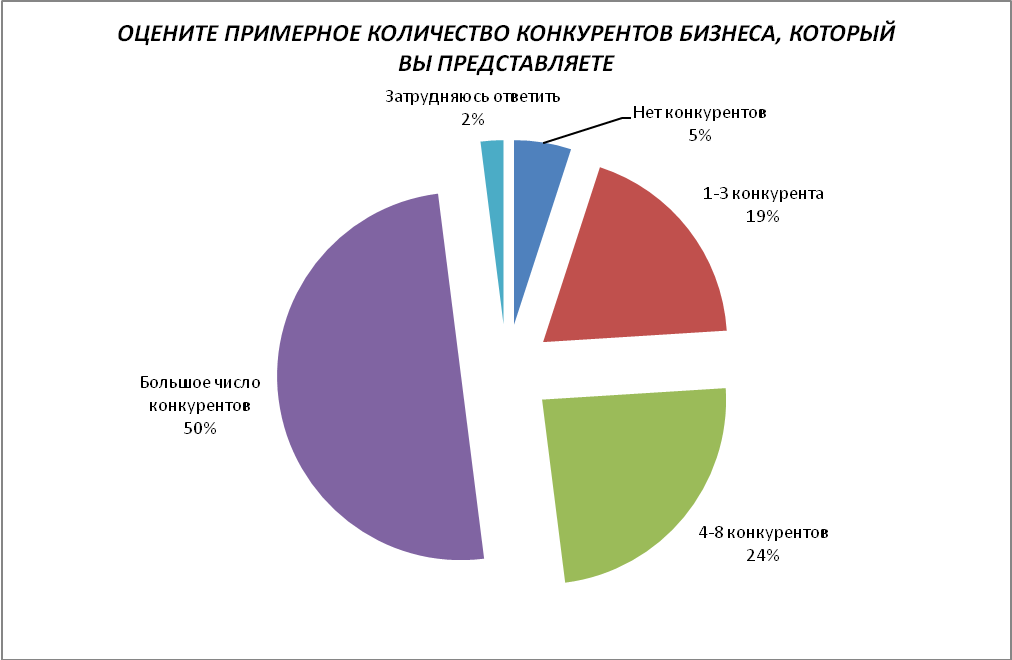 ОЦЕНИТЕ ПРИМЕРНОЕ КОЛИЧЕСТВО КОНКУРЕНТОВ БИЗНЕСА, КОТОРЫЙ
ВЫ ПРЕДСТАВЛЯЕТЕ
Затрудняюсь ответить
2%
Нет конкурентов
5%
1-3 конкурента
19%
Большое число
конкурентов
50%
4-8 конкурентов
24%